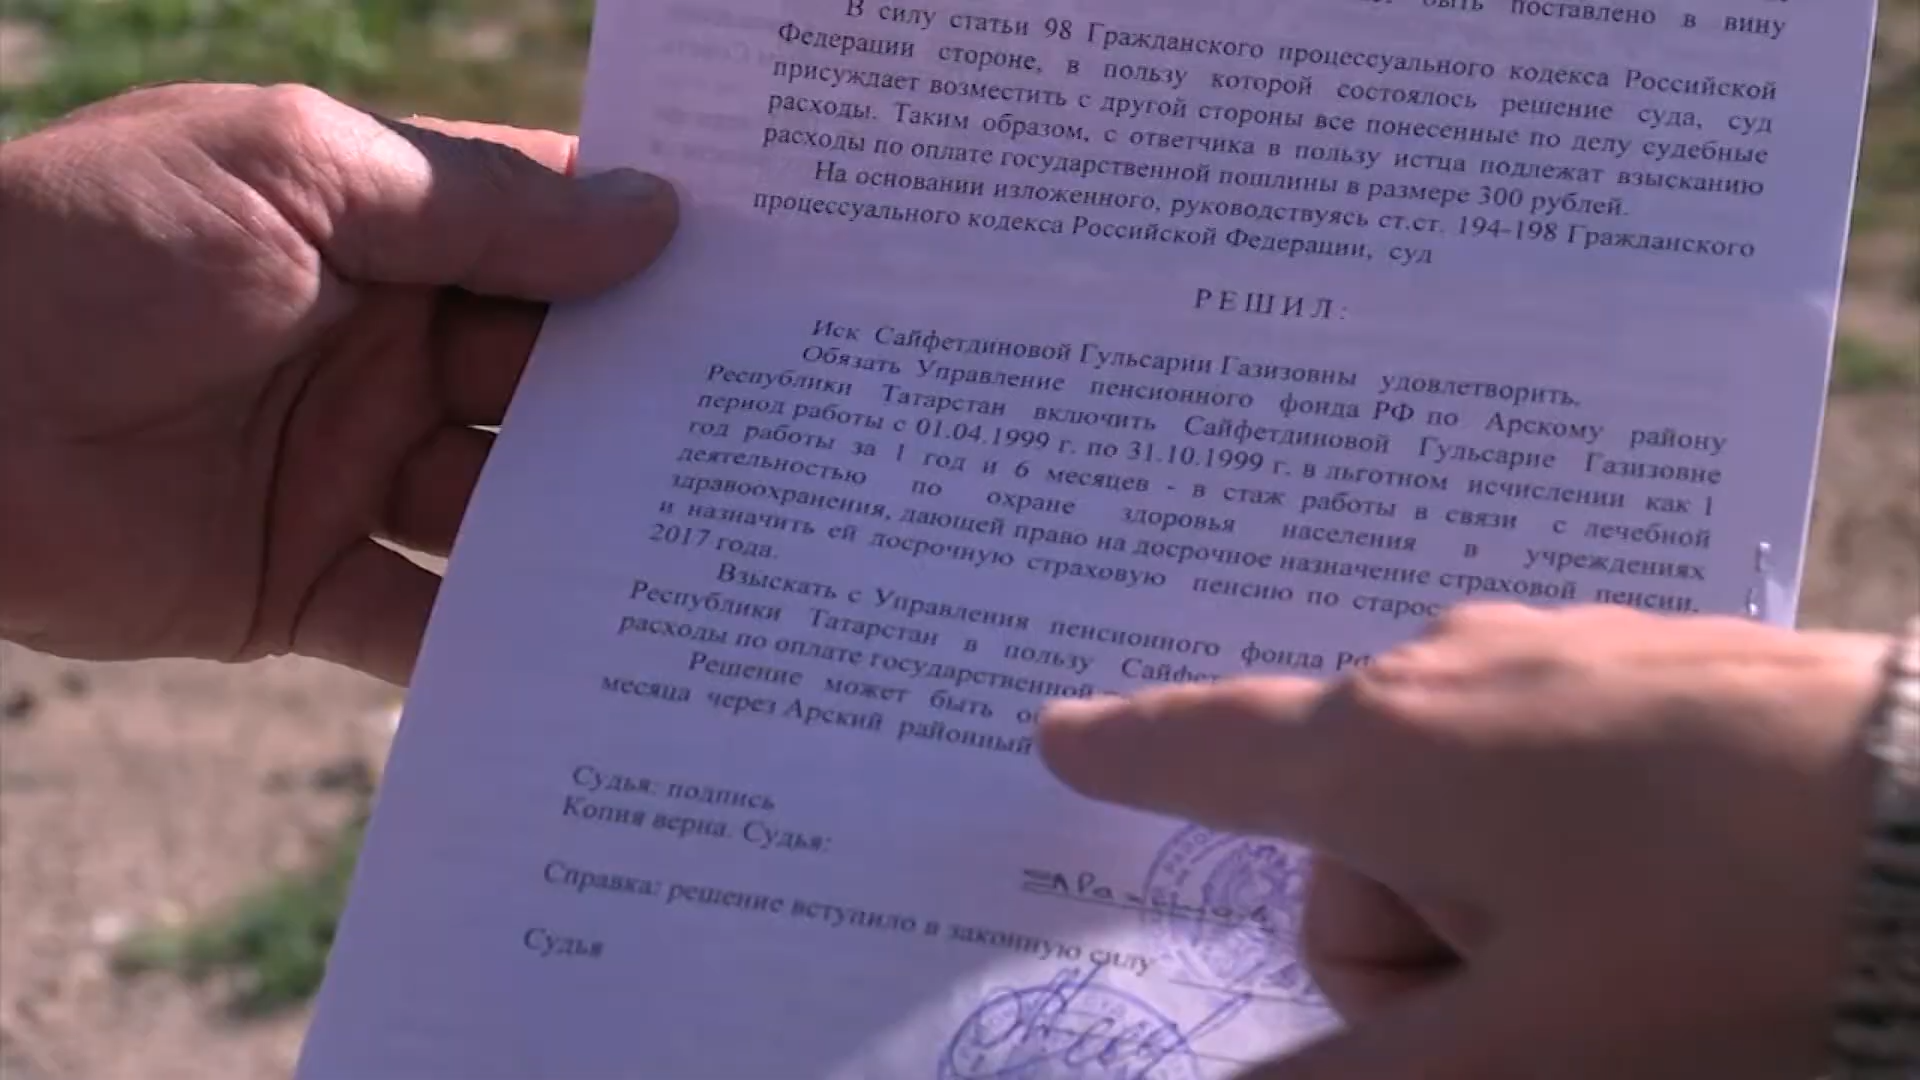 быть поставлено в вину
В силу статьи 98 Гражданского процессуального кодекса Российской
Федерации стороне, в пользу которой состоялось решение суда, суд
присуждает возместить с другой стороны все понесенные по делу судебные
расходы. Таким образом, с ответчика в пользу истца подлежат взысканию
расходы по оплате государственной пошлины в размере 300 рублей.
На основании изложенного, руководствуясь ст.ст. 194-198 Гражданского
процессуального кодекса Российской Федерации, суд
РЕШИЛ:
Иск Сайфетдиновой Гульсарии Газизовны удовлетворить.
Обязать Управление пенсионного фонда РФ по Арскому району
Республики Татарстан включить Сайфетдиновой Гульсарие Газизовне
период работы с 01.04.1999 г. по 31.10.1999 г. в льготном исчислении как 1
год работы за 1 год и 6 месяцев - в стаж работы в связи с лечебной
деятельностью по охране здоровья населения в учреждениях
здравоохранения, дающей право на досрочное назначение страховой пенсии.
и назначить ей досрочную страховую пенсию по старос
2017 года.
Взыскать с Управления пенсионного фонда РФ
Республики Татарстан в пользу Сайфет
расходы по оплате государственной
Решение может быть
месяца через Арский районный
Судья: подпись
Копия верна. Судья:
Справка: решение вступило в законную силу
Судья